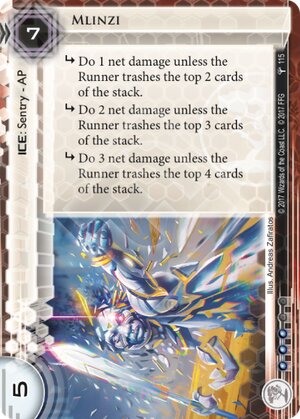 MLINZI
7
↳ Do 1 net damage unless the
Runner trashes the top 2 cards
of the stack.
↳ Do 2 net damage unless the
Runner trashes the top 3 cards
of the stack.
↳ Do 3 net damage unless the
Runner trashes the top 4 cards
of the stack.
ICE: Sentry - AP
115
© 2017 Wizards of the Coast LLC. © 2017 FFG
Illus. Andreas Zafiratos
5